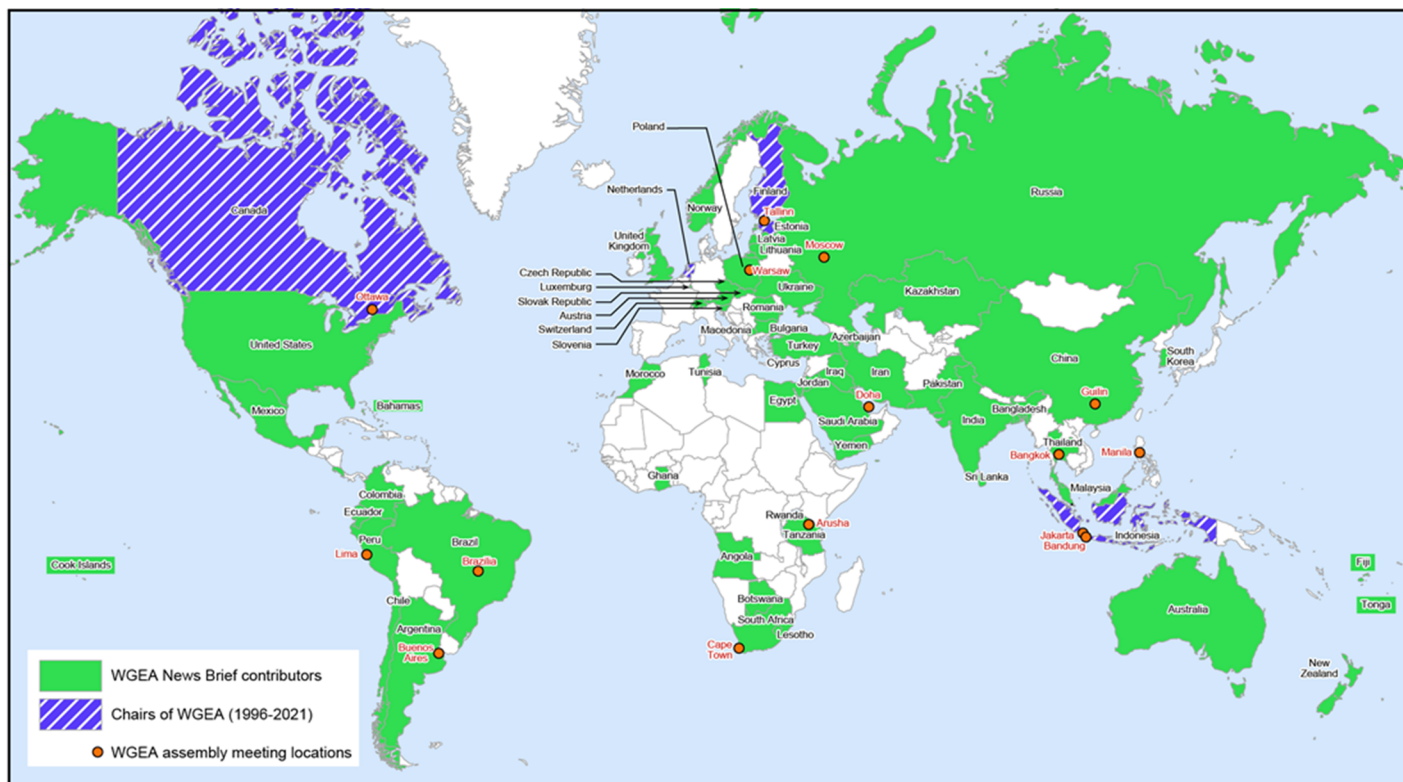 Poland
Netherlands
Finland
Norway
Tallinn
Estonia
Latvia
Lithuania
Moscow
Russia
Canada
United
Kingdom
Czech Republic
Luxemburg
Slovak Republic
Austria
Switzerland
Slovenia
Warsaw
Ukraine
Romania
Kazakhstan
Ottawa
United States
Macedonia
Bulgaria
Turkey
Azerbaijan
Cyprus
China
South
Korea
Morocco
Tunisia
Iraq
Iran
Jordan
Pakistan
Mexico
Bahamas
Egypt
Doha
Saudi Arabia
Yemen
India
Bangladesh
Guilin
Thailand
Bangkok
Manila
Sri Lanka
Malaysia
Ghana
Colombia
Ecuador
Peru
Brazil
Lima
Brazilia
Rwanda
Arusha
Tanzania
Jakarta
Bandung
Indonesia
Cook Islands
Angola
Fiji
Chile
Botswana
South Africa
Lesotho
Australia
Tonga
Argentina
Buenos
Aires
Cape
Town
New
Zealand
WGEA News Brief contributors
Chairs of WGEA (1996-2021)
WGEA assembly meeting locations